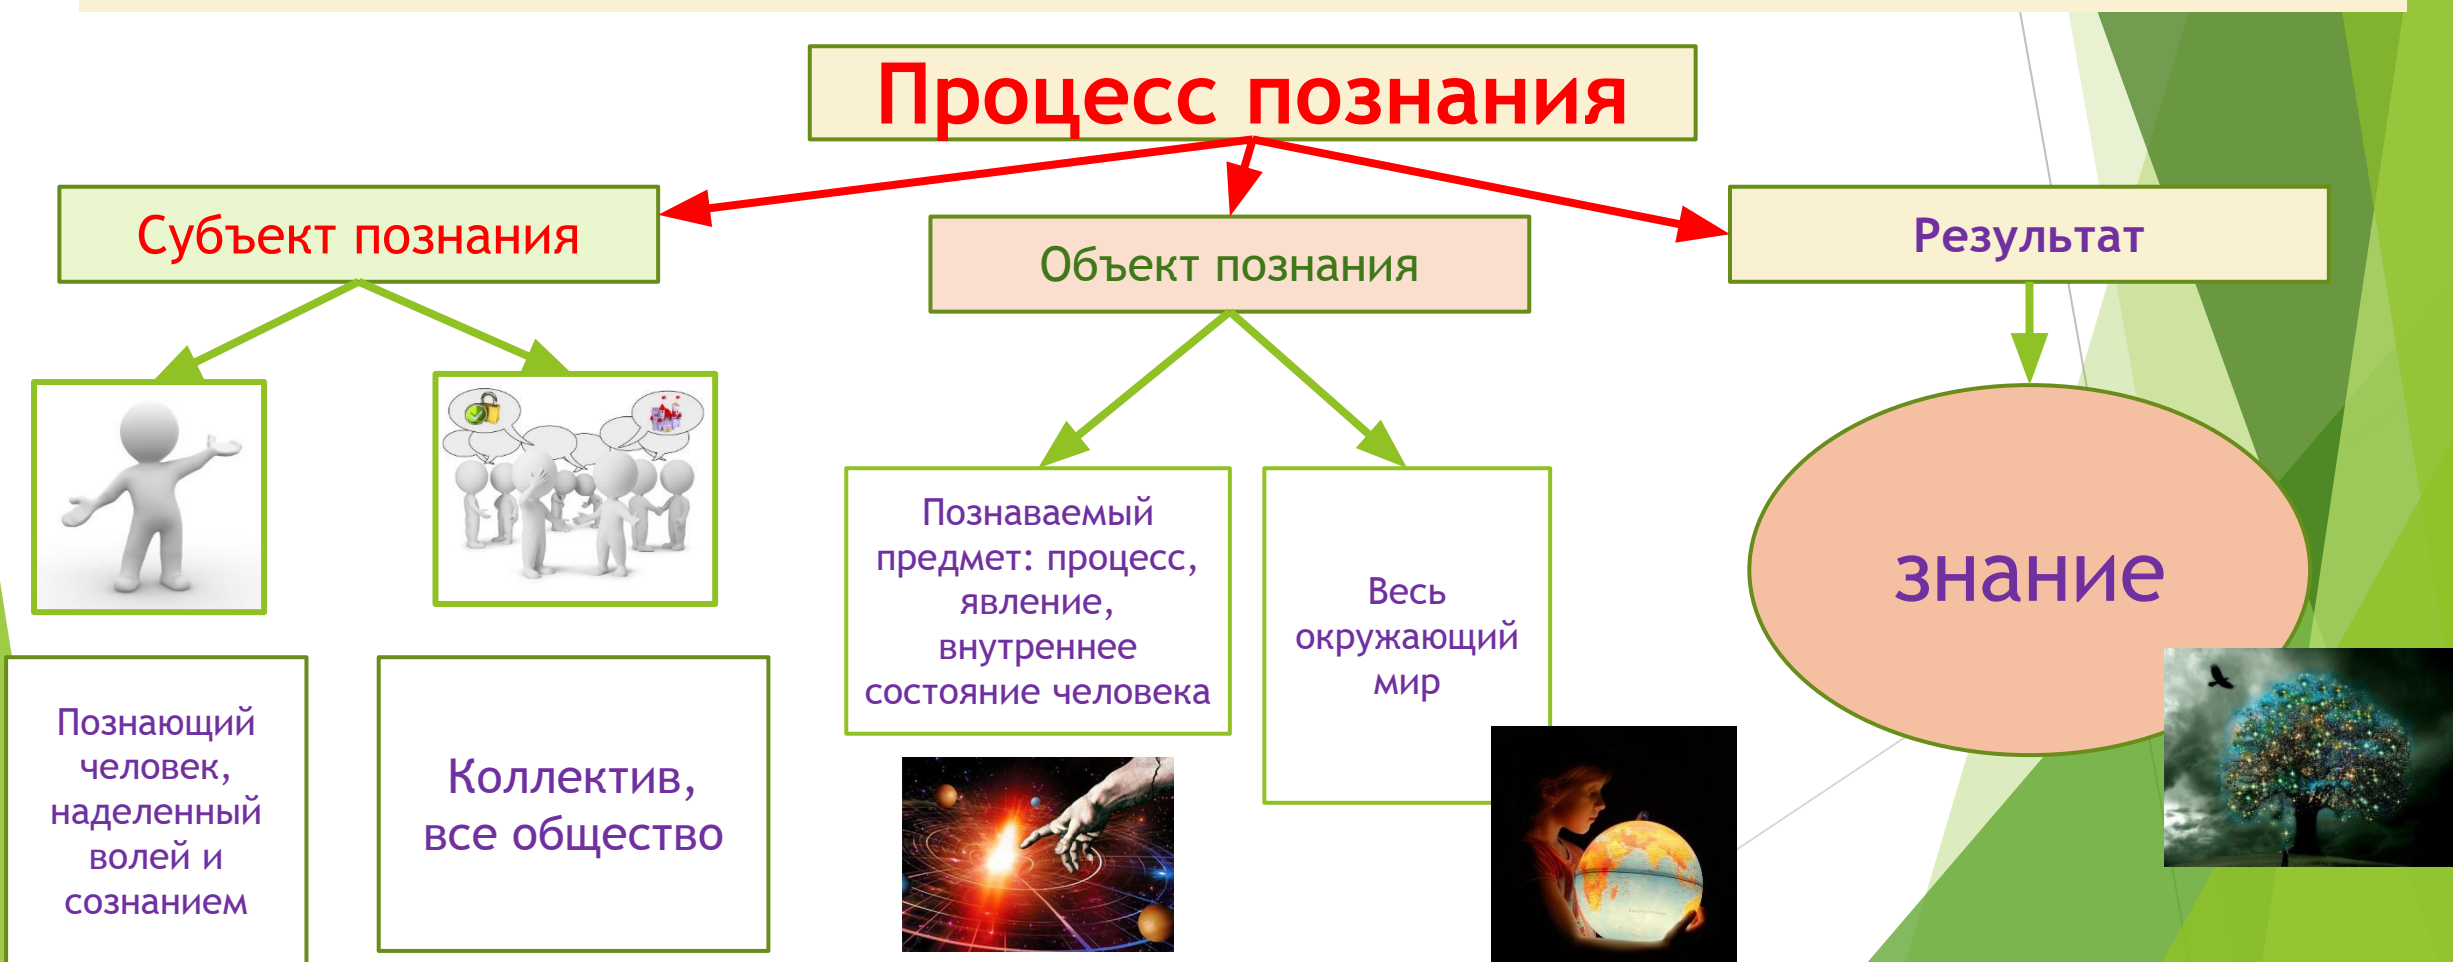 Процесс познания
Субъект познания
Объект познания
Результат
Познающий
человек,
наделенный
волей и
сознанием
Коллектив,
все общество
Познаваемый
предмет: процесс,
явление,
внутреннее
состояние человека
Весь
окружающий
мир
знание